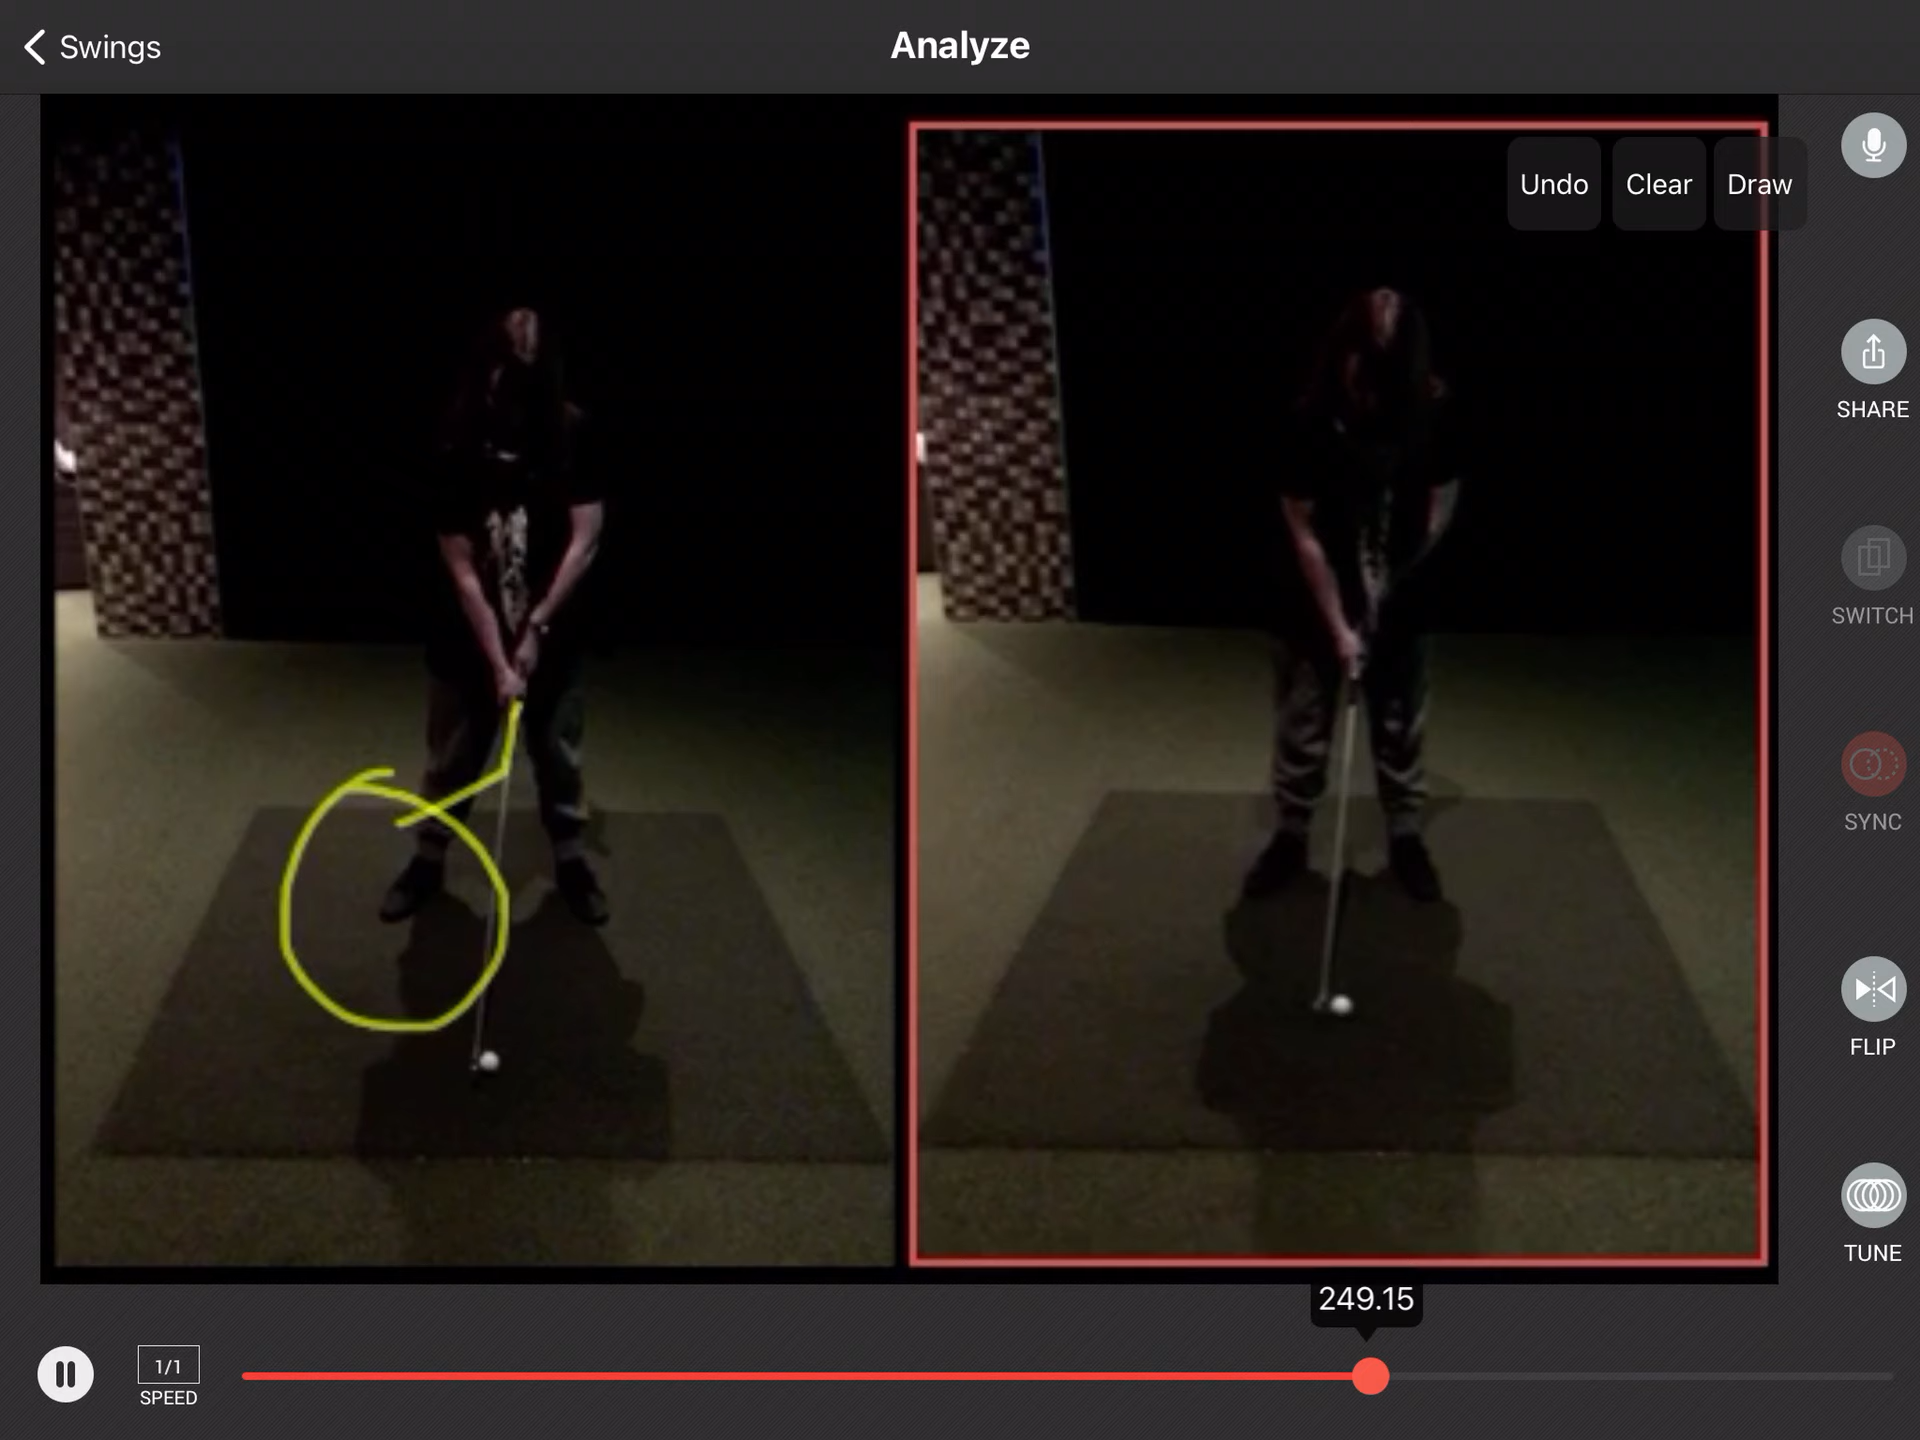 Swings
Analyze
Undo
Clear
Draw
SHARE
SWITCH
SYNC
FLIP
TUNE
249.15
1/1
SPEED